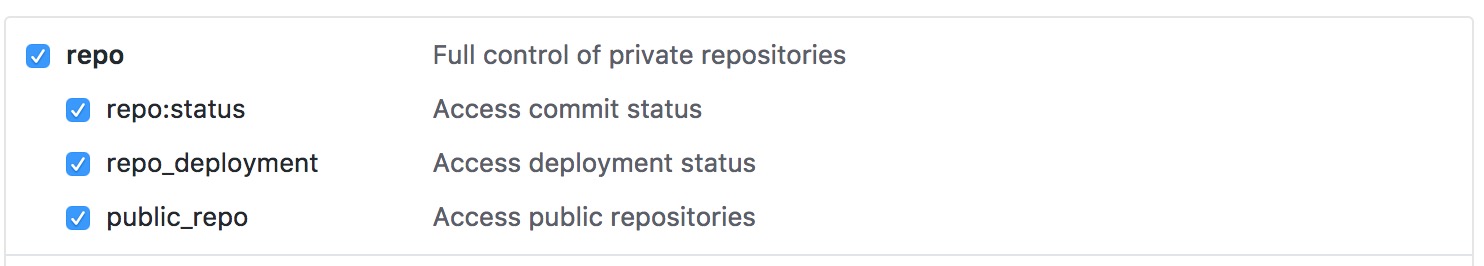 repo Full control of private repositories
repo:status Access commit status
repo_deployment Access deployment status
public_repo Access public repositories